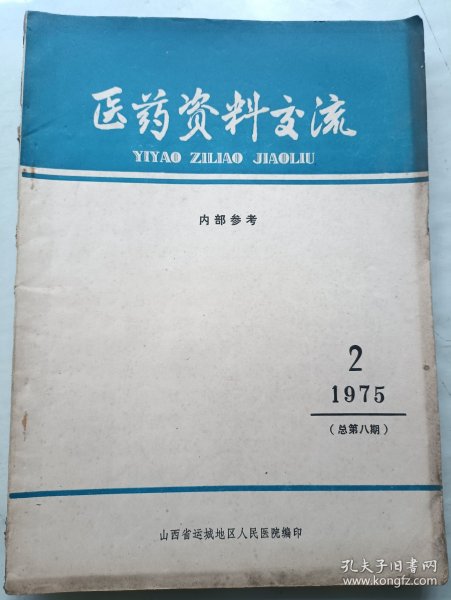 医药资料交流
YIYAO ZILIAO JIAOLIU
内部参考
2
1975
（总第八期）
山西省运城地区人民医院编印
孔夫子旧书网
www.kongfz.com